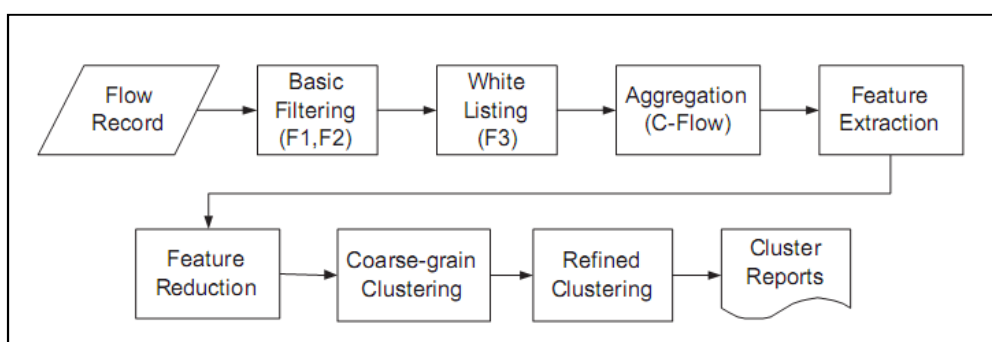 Flow
Record
Basic
Filtering
(F1,F2)
White
Listing
(F3)
Aggregation
(C-Flow)
Feature
Extraction
Feature
Reduction
Coarse-grain
Clustering
Refined
Clustering
Cluster
Reports